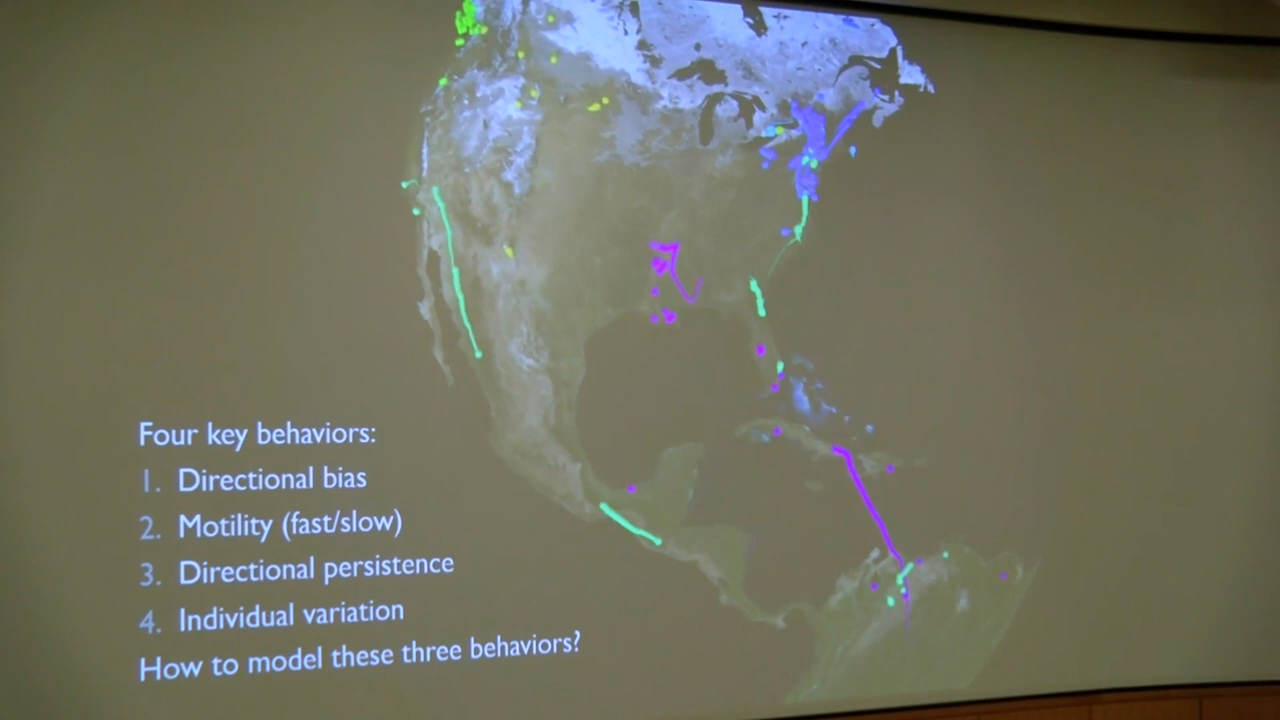 Four key behaviors:
1. Directional bias
2. Motility (fast/slow)
3. Directional persistence
4. Individual variation
How to model these three behaviors?